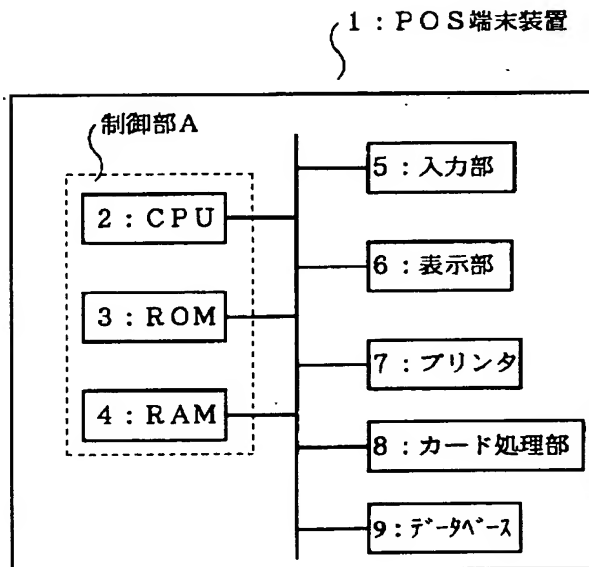 1：POS端末装置
制御部A
2：CPU
3：ROM
4：RAM
5：入力部
6：表示部
7：プリンタ
8：カード処理部
9：ﾃﾞｰﾀﾍﾞｰｽ